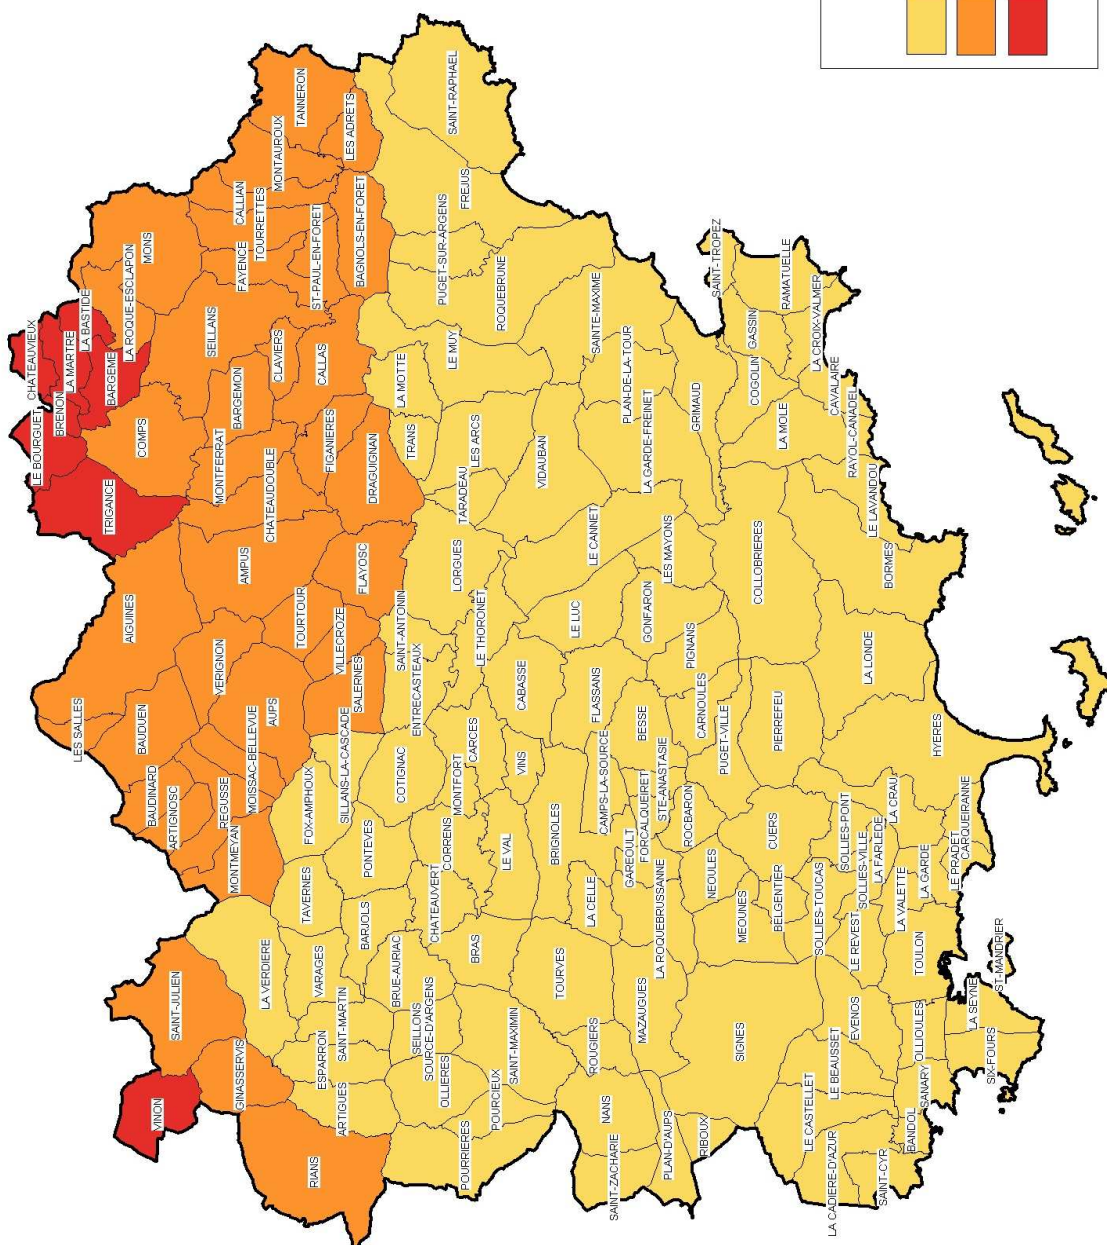 CHATEAUVIEUX
LE BOURGUET
BRENON
LA MARTRE
LA BASTIDE
LA ROQUE-ESCLAPON
BARGEME
MONS
TRIGANCE
COMPS
CALLIAN
TOURRETTES
MONTAUROUX
TANNERON
LES ADRETS
FAYENCE
ST-PAUL-EN-FORET
BAGNOLS-EN-FORET
SEILLANS
BARGEMON
CLAVIERS
CALLAS
MONTFERRAT
CHATEAUDOUBLE
FIGANIERES
DRAGUIGNAN
AIGUINES
AMPUS
FLAYOSC
LES SALLES
BAUDUEN
VERIGNON
TOURTOUR
VILLECROZE
SALERNES
AUPS
MOISSAC-BELLEVUE
REGUSSE
BAUDINARD
ARTIGNOSC
MONTMEYAN
SILLANS-LA-CASCADE
FOX-AMPHOUX
SAINT-ANTONIN
ENTRECASTEAUX
SAINT-JULIEN
VINON
GINASSERVIS
RIANS
LA VERDIERE
ESPARRON
SAINT-MARTIN
ARTIGUES
VARAGES
TAVERNES
BARJOLS
PONTEVES
COTIGNAC
BRUE-AURIAC
CHATEAUVERT
CORRENS
MONTFORT
CARCES
LE THORONET
LORGUES
TARADEAU
LES ARCS
TRANS
LA MOTTE
LE MUY
PUGET-SUR-ARGENS
FREJUS
SAINT-RAPHAEL
ROQUEBRUNE
SEILLONS
SOURCE-D'ARGENS
OLLIERES
POURRIERES
POURCIEUX
SAINT-MAXIMIN
BRAS
LE VAL
VINS
CABASSE
VIDAUBAN
LE CANNET
LE LUC
BRIGNOLES
TOURVES
LA CELLE
CAMPS-LA-SOURCE
FLASSANS
ROUGIERS
NANS
SAINT-ZACHARIE
PLAN-D'AUPS
RIBOUX
MAZAUGUES
LA ROQUEBRUSSANNE
GAREOULT
FORCALQUEIRET
STE-ANASTASIE
BESSE
GONFARON
LES MAYONS
PIGNANS
CARNOULES
PUGET-VILLE
ROCBARON
NEOULES
MEOUNES
SIGNES
BELGENTIER
CUERS
PIERREFEU
COLLOBRIERES
LA GARDE-FREINET
PLAN-DE-LA-TOUR
SAINTE-MAXIME
GRIMAUD
COGOLIN
GASSIN
SAINT-TROPEZ
RAMATUELLE
LA CROIX-VALMER
CAVALAIRE
RAYOL-CANADEL
LA MOLE
LE LAVANDOU
BORMES
LA LONDE
HYERES
SOLLIES-TOUCAS
SOLLIES-PONT
SOLLIES-VILLE
LA FARLEDE
LA CRAU
LE REVEST
LA VALETTE
LA GARDE
LE PRADET
CARQUEIRANNE
TOULON
EVENOS
LE BEAUSSET
LE CASTELLET
LA CADIERE-D'AZUR
SAINT-CYR
BANDOL
SANARY
OLLIOULES
SIX-FOURS
LA SEYNE
ST-MANDRIER